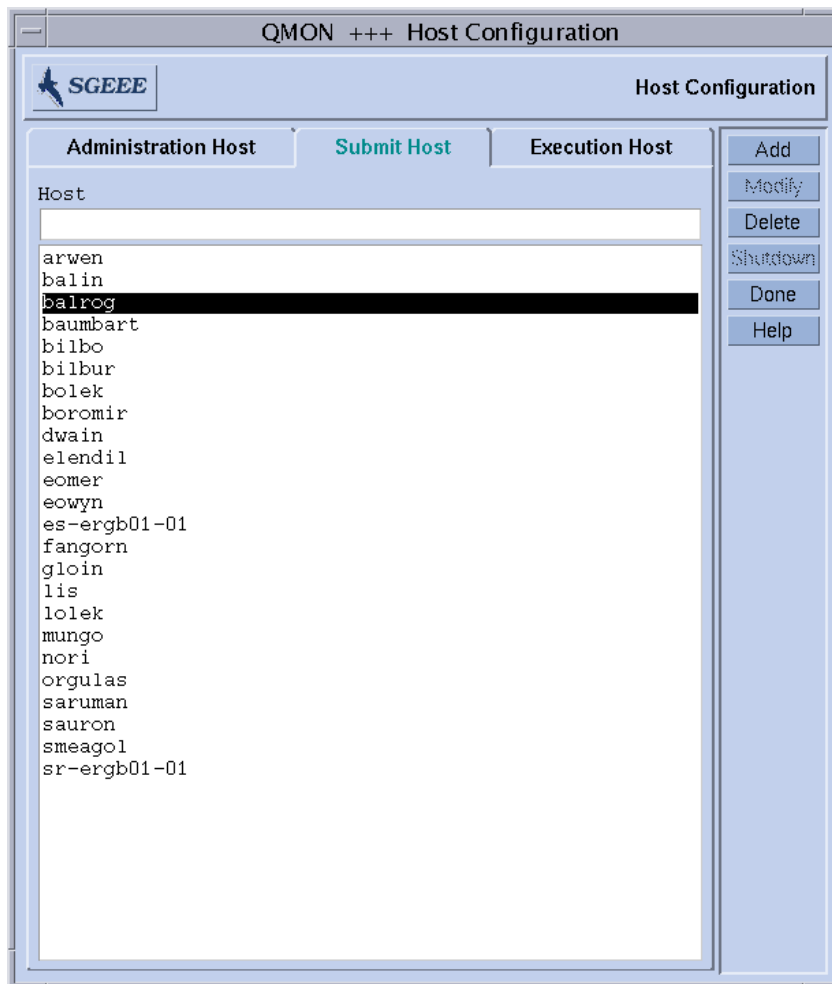 QMON +++ Host Configuration
SGEEE
Host Configuration
Administration Host
Submit Host
Execution Host
Host
arwen
balin
balrog
baumbart
bilbo
bilbur
bolek
boromir
dwain
elendil
eomer
eowyn
es-ergb01-01
fangorn
gloin
lis
lolek
mungo
nori
orgulas
saruman
sauron
smeagol
sr-ergb01-01
Add
Modify
Delete
Shutdown
Done
Help